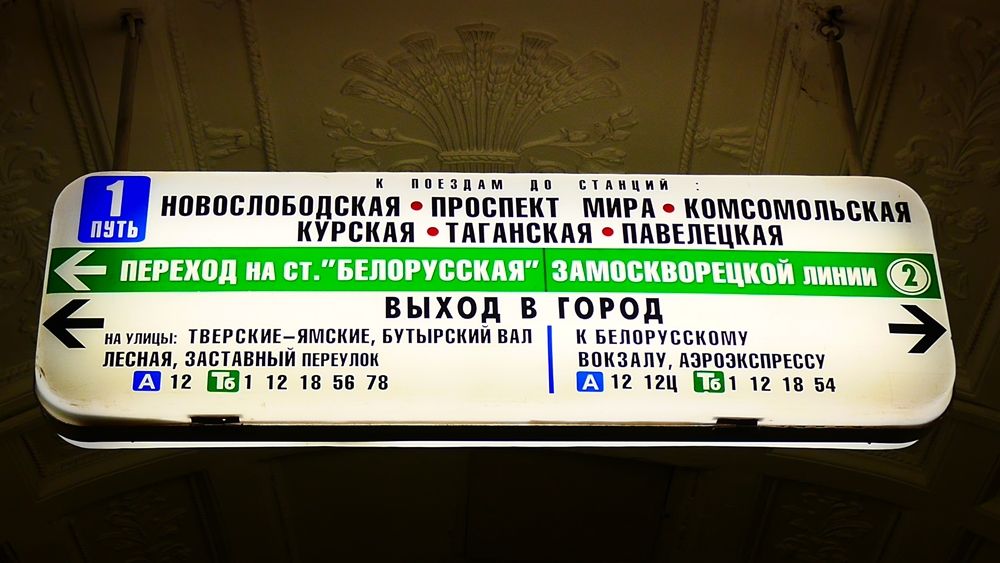 1
ПУТЬ
К ПОЕЗДАМ ДО СТАНЦИЙ :
НОВОСЛОБОДСКАЯ • ПРОСПЕКТ МИРА • КОМСОМОЛЬСКАЯ
КУРСКАЯ • ТАГАНСКАЯ • ПАВЕЛЕЦКАЯ
ПЕРЕХОД НА СТ."БЕЛОРУССКАЯ" ЗАМОСКВОРЕЦКОЙ ЛИНИИ 2
ВЫХОД В ГОРОД
НА УЛИЦЫ: ТВЕРСКИЕ–ЯМСКИЕ, БУТЫРСКИЙ ВАЛ
ЛЕСНАЯ, ЗАСТАВНЫЙ ПЕРЕУЛОК
А 12 Тб 1 12 18 56 78
К БЕЛОРУССКОМУ
ВОКЗАЛУ, АЭРОЭКСПРЕССУ
А 12 12Ц Тб 1 12 18 54